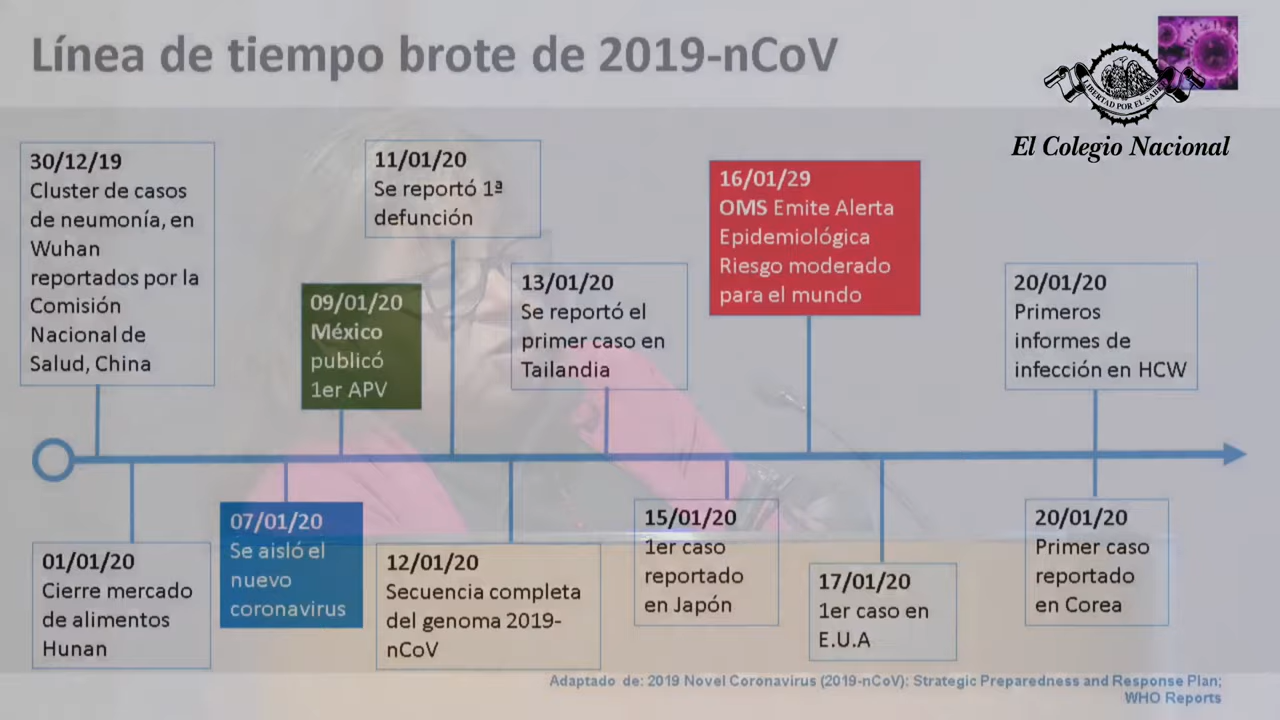 Línea de tiempo brote de 2019-nCoV
LIBERTAD POR EL SABER
El Colegio Nacional
30/12/19
Cluster de casos
de neumonía, en
Wuhan
reportados por la
Comisión
Nacional de
Salud, China
01/01/20
Cierre mercado
de alimentos
Hunan
07/01/20
Se aisló el
nuevo
coronavirus
09/01/20
México
publicó
1er APV
11/01/20
Se reportó 1ª
defunción
12/01/20
Secuencia completa
del genoma 2019-
nCoV
13/01/20
Se reportó el
primer caso en
Tailandia
15/01/20
1er caso
reportado
en Japón
16/01/29
OMS Emite Alerta
Epidemiológica
Riesgo moderado
para el mundo
17/01/20
1er caso en
E.U.A
20/01/20
Primeros
informes de
infección en HCW
20/01/20
Primer caso
reportado
en Corea
Adaptado de: 2019 Novel Coronavirus (2019-nCoV): Strategic Preparedness and Response Plan;
WHO Reports